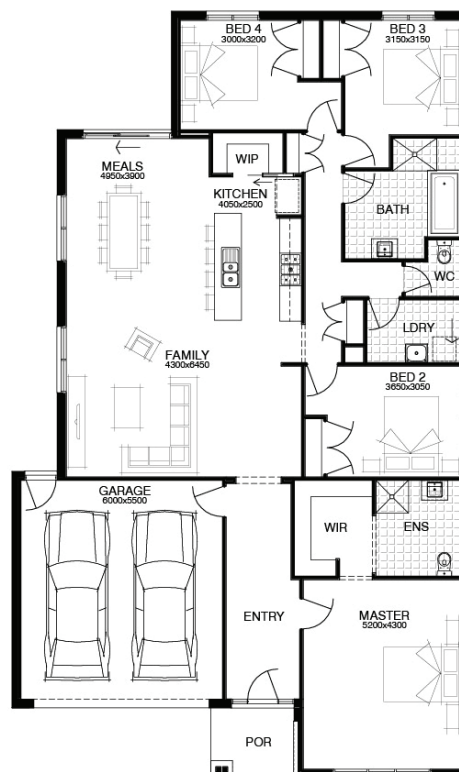 BED 4
3000x3200
BED 3
3150x3150
MEALS
4950x3900
WIP
KITCHEN
4050x2500
BATH
WC
LDRY
FAMILY
4300x6450
BED 2
3650x3050
GARAGE
6000x5500
WIR
ENS
ENTRY
MASTER
5200x4300
POR